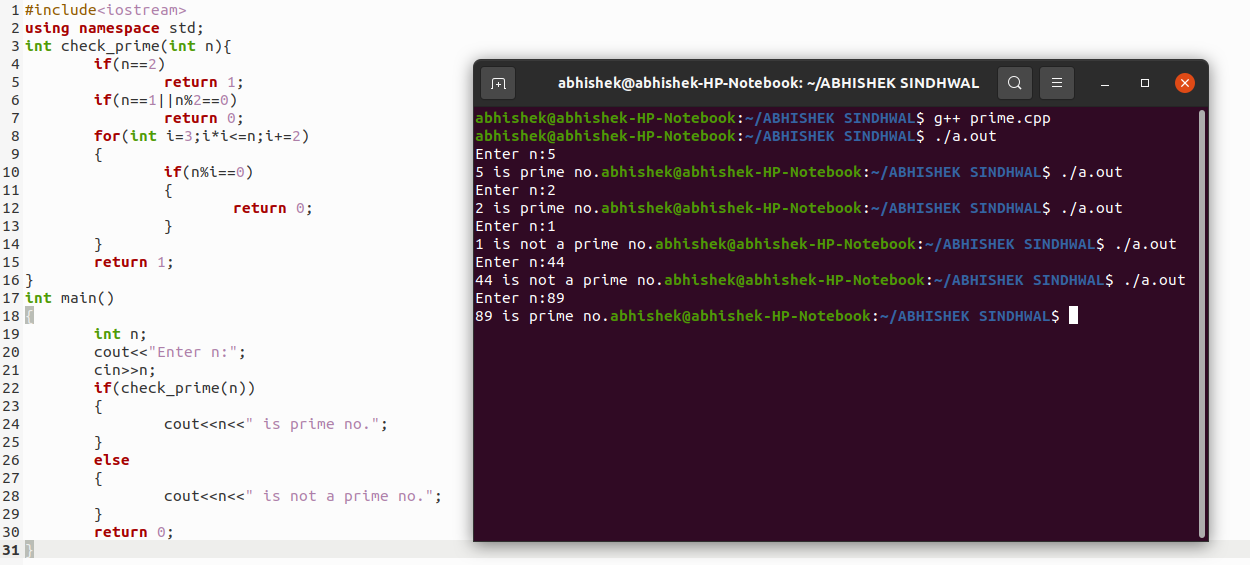 1 #include<iostream>
2 using namespace std;
3 int check_prime(int n){
4         if(n==2)
5                 return 1;
6         if(n==1||n%2==0)
7                 return 0;
8         for(int i=3;i*i<=n;i+=2)
9         {
10                 if(n%i==0)
11                 {
12                         return 0;
13                 }
14         }
15         return 1;
16 }
17 int main()
18 {
19         int n;
20         cout<<"Enter n:";
21         cin>>n;
22         if(check_prime(n))
23         {
24                 cout<<n<<" is prime no.";
25         }
26         else
27         {
28                 cout<<n<<" is not a prime no.";
29         }
30         return 0;
31 }
abhishek@abhishek-HP-Notebook: ~/ABHISHEK SINDHWAL
abhishek@abhishek-HP-Notebook:~/ABHISHEK SINDHWAL$ g++ prime.cpp
abhishek@abhishek-HP-Notebook:~/ABHISHEK SINDHWAL$ ./a.out
Enter n:5
5 is prime no.abhishek@abhishek-HP-Notebook:~/ABHISHEK SINDHWAL$ ./a.out
Enter n:2
2 is prime no.abhishek@abhishek-HP-Notebook:~/ABHISHEK SINDHWAL$ ./a.out
Enter n:1
1 is not a prime no.abhishek@abhishek-HP-Notebook:~/ABHISHEK SINDHWAL$ ./a.out
Enter n:44
44 is not a prime no.abhishek@abhishek-HP-Notebook:~/ABHISHEK SINDHWAL$ ./a.out
Enter n:89
89 is prime no.abhishek@abhishek-HP-Notebook:~/ABHISHEK SINDHWAL$